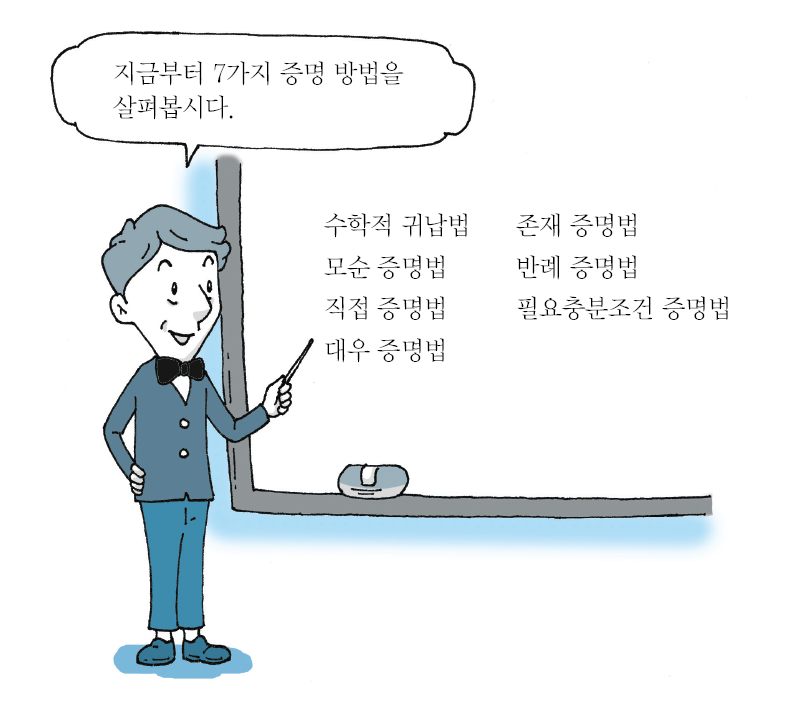 지금부터 7가지 증명 방법을
살펴봅시다.
수학적 귀납법
모순 증명법
직접 증명법
대우 증명법
존재 증명법
반례 증명법
필요충분조건 증명법